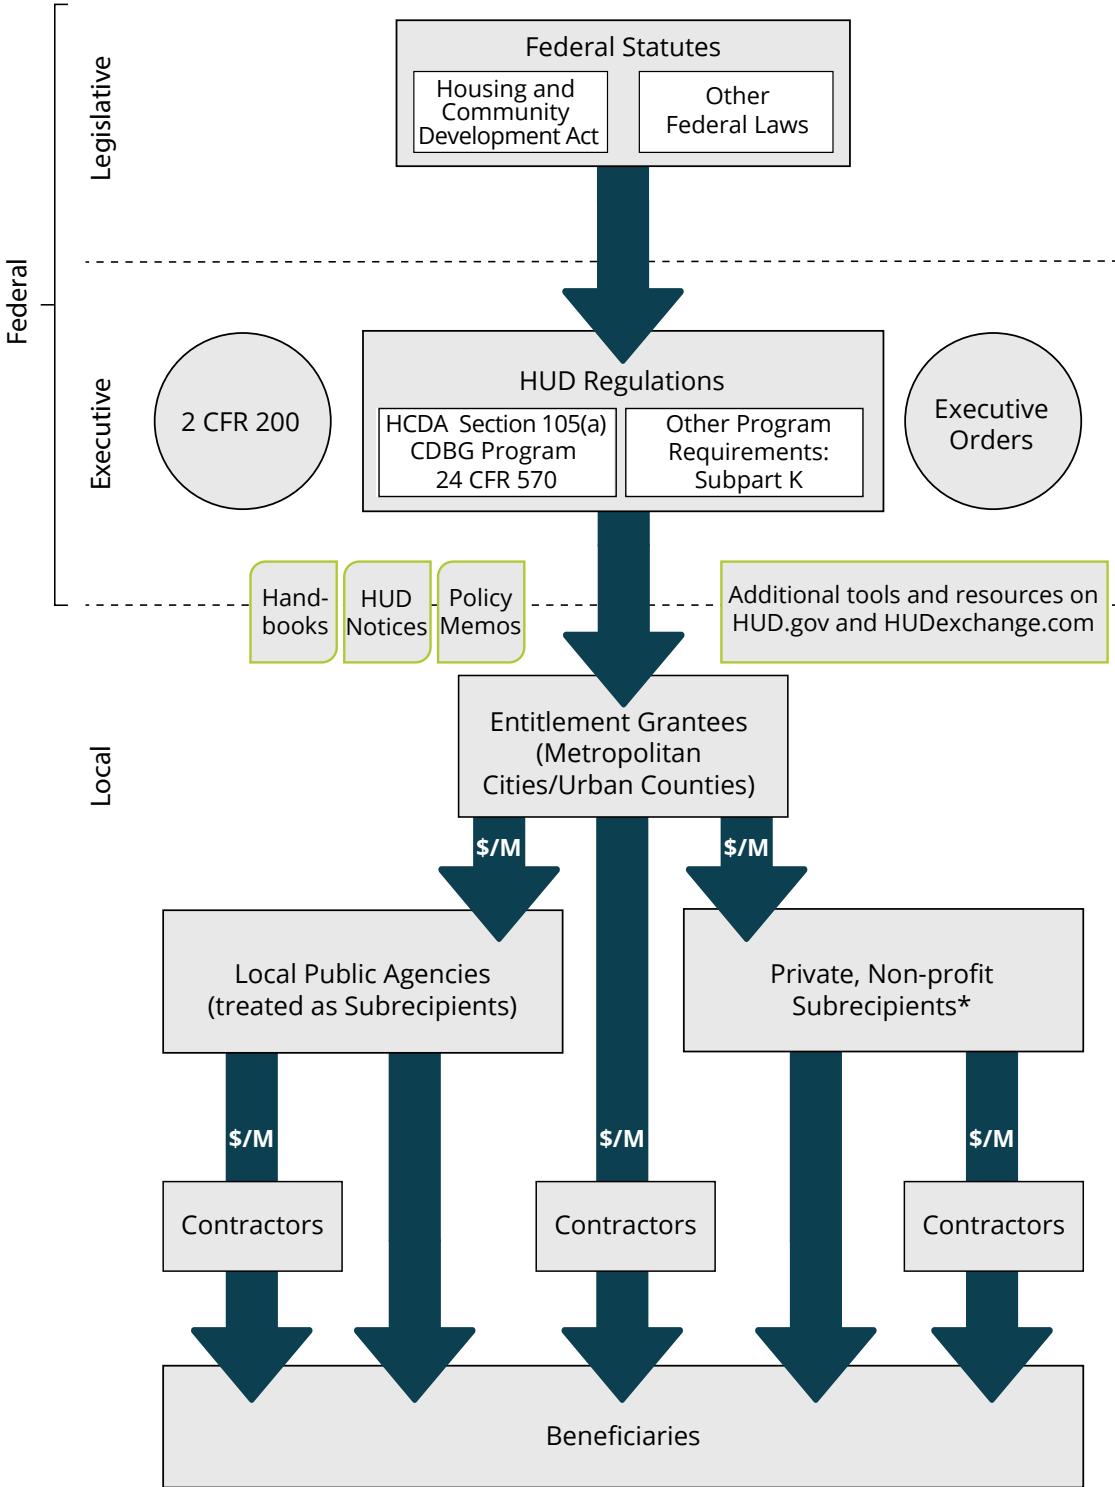 Federal
Legislative
Federal Statutes
Housing and
Community
Development Act
Other
Federal Laws
Executive
2 CFR 200
HUD Regulations
HCDA  Section 105(a)
CDBG Program
24 CFR 570
Other Program
Requirements:
Subpart K
Executive
Orders
Hand-
books
HUD
Notices
Policy
Memos
Additional tools and resources on
HUD.gov and HUDexchange.com
Local
Entitlement Grantees
(Metropolitan
Cities/Urban Counties)
$/M
$/M
Local Public Agencies
(treated as Subrecipients)
Private, Non-profit
Subrecipients*
$/M
$/M
$/M
Contractors
Contractors
Contractors
Beneficiaries